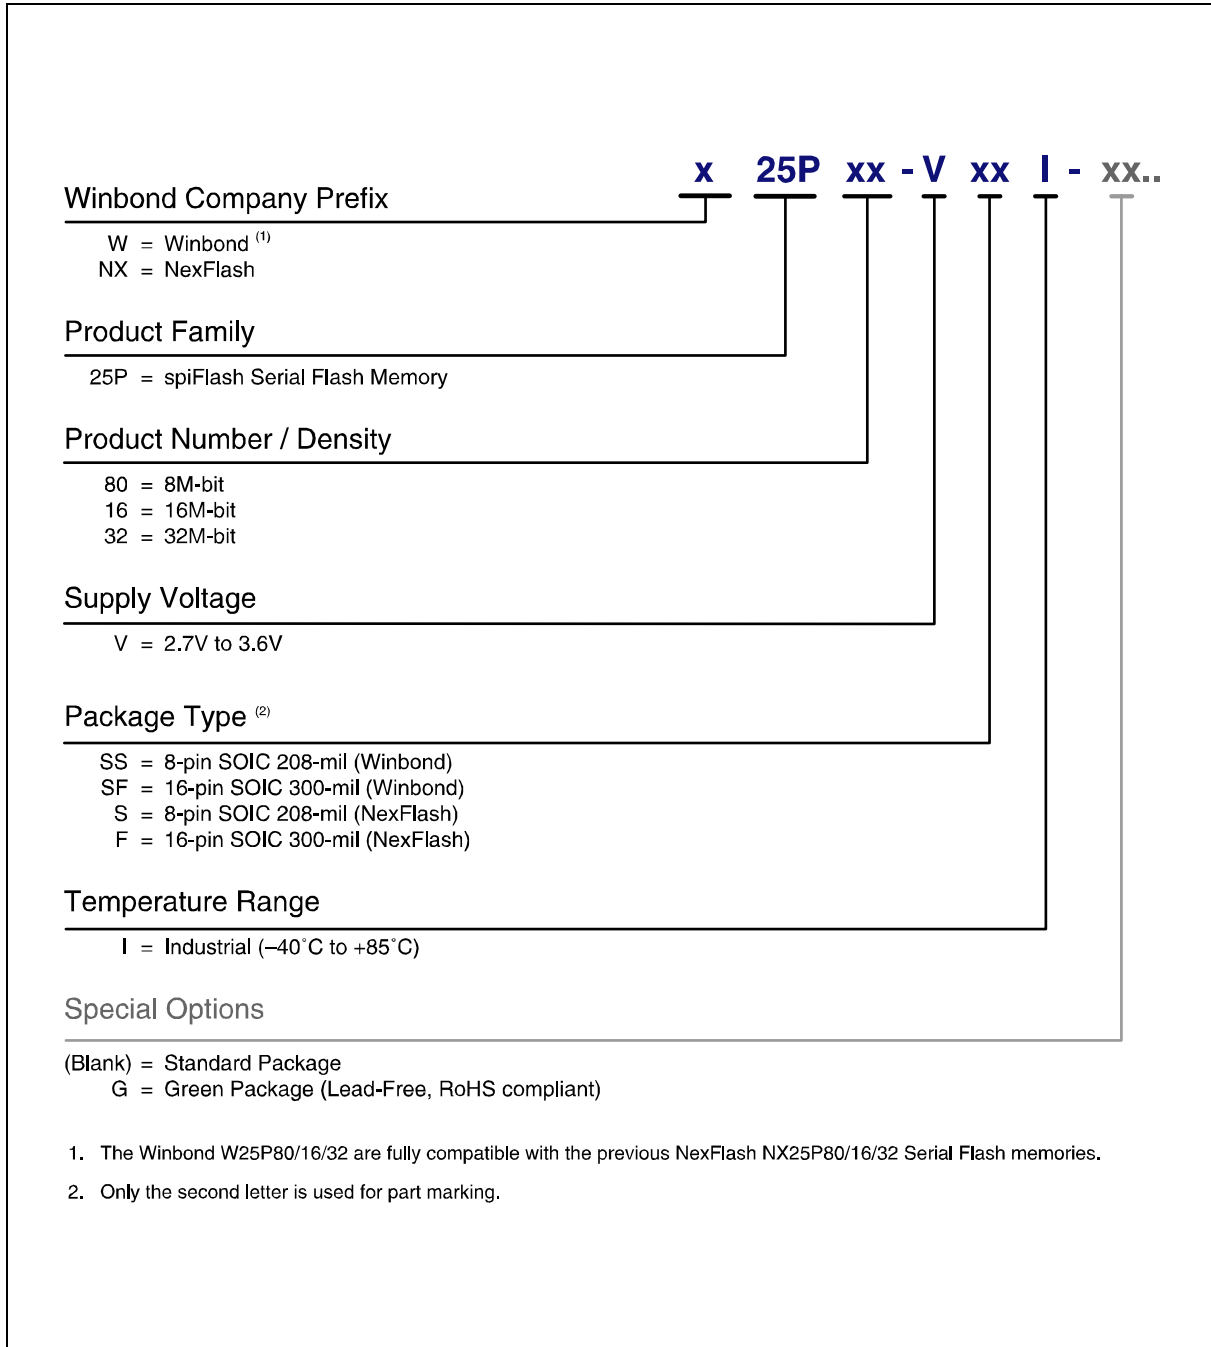 x 25P xx - V xx I - xx..
Winbond Company Prefix
W = Winbond (1)
NX = NexFlash
Product Family
25P = spiFlash Serial Flash Memory
Product Number / Density
80 = 8M-bit
16 = 16M-bit
32 = 32M-bit
Supply Voltage
V = 2.7V to 3.6V
Package Type (2)
SS = 8-pin SOIC 208-mil (Winbond)
SF = 16-pin SOIC 300-mil (Winbond)
S = 8-pin SOIC 208-mil (NexFlash)
F = 16-pin SOIC 300-mil (NexFlash)
Temperature Range
I = Industrial (–40˚C to +85˚C)
Special Options
(Blank) = Standard Package
G = Green Package (Lead-Free, RoHS compliant)
1. The Winbond W25P80/16/32 are fully compatible with the previous NexFlash NX25P80/16/32 Serial Flash memories.
2. Only the second letter is used for part marking.